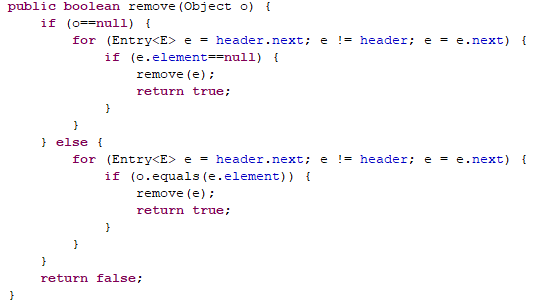 public boolean remove(Object o) {
    if (o==null) {
        for (Entry<E> e = header.next; e != header; e = e.next) {
            if (e.element==null) {
                remove(e);
                return true;
            }
        }
    } else {
        for (Entry<E> e = header.next; e != header; e = e.next) {
            if (o.equals(e.element)) {
                remove(e);
                return true;
            }
        }
    }
    return false;
}